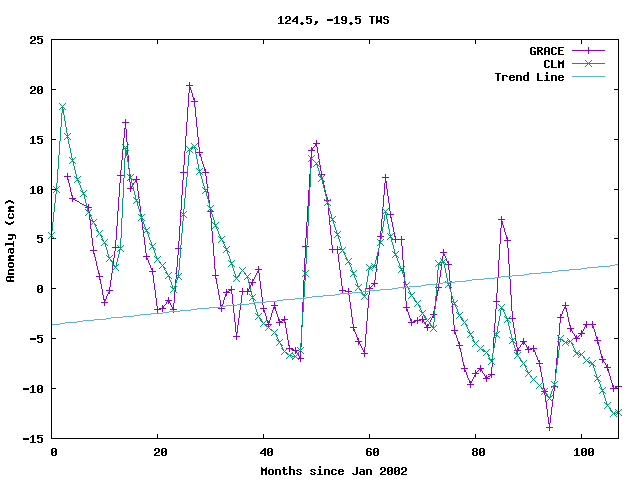 124.5, -19.5 TWS
GRACE
CLM
Trend Line
Anomaly (cm)
25
20
15
10
5
0
-5
-10
-15
0 20 40 60 80 100
Months since Jan 2002